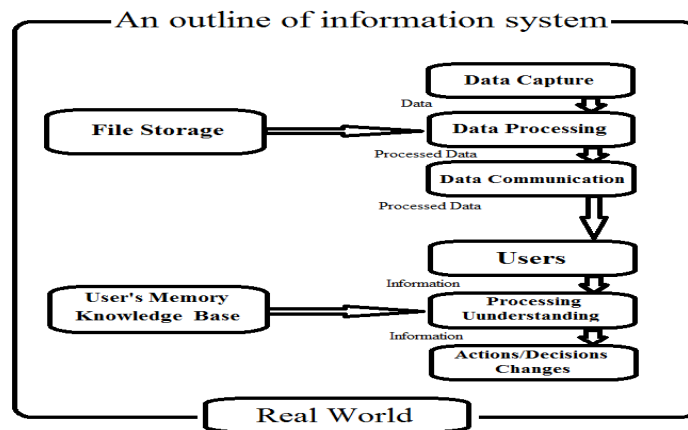 An outline of information system
Data Capture
Data
File Storage
Data Processing
Processed Data
Data Communication
Processed Data
Users
Information
User's Memory
Knowledge Base
Processing
Uunderstanding
Information
Actions/Decisions
Changes
Real World